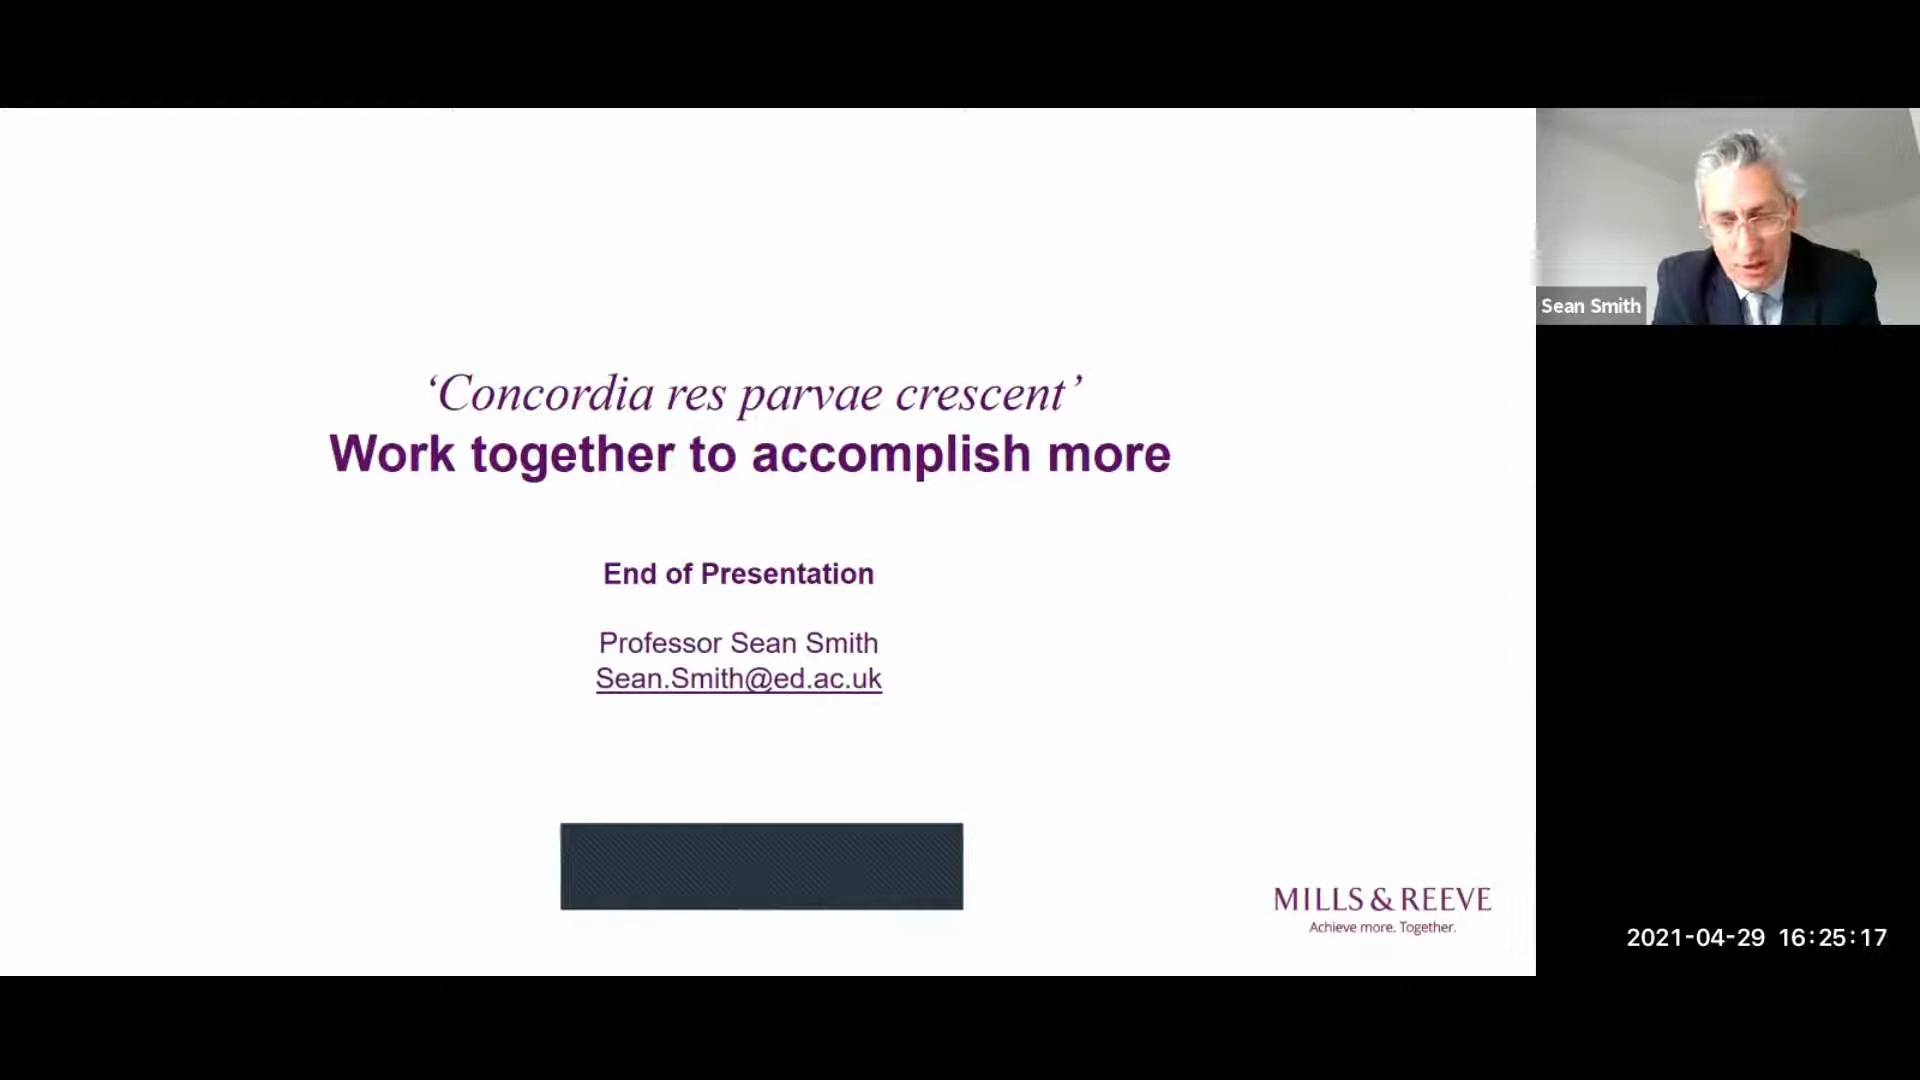 ‘Concordia res parvae crescent’
Work together to accomplish more
End of Presentation
Professor Sean Smith
Sean.Smith@ed.ac.uk
MILLS & REEVE
Achieve more. Together.
Sean Smith
2021-04-29 16:25:17